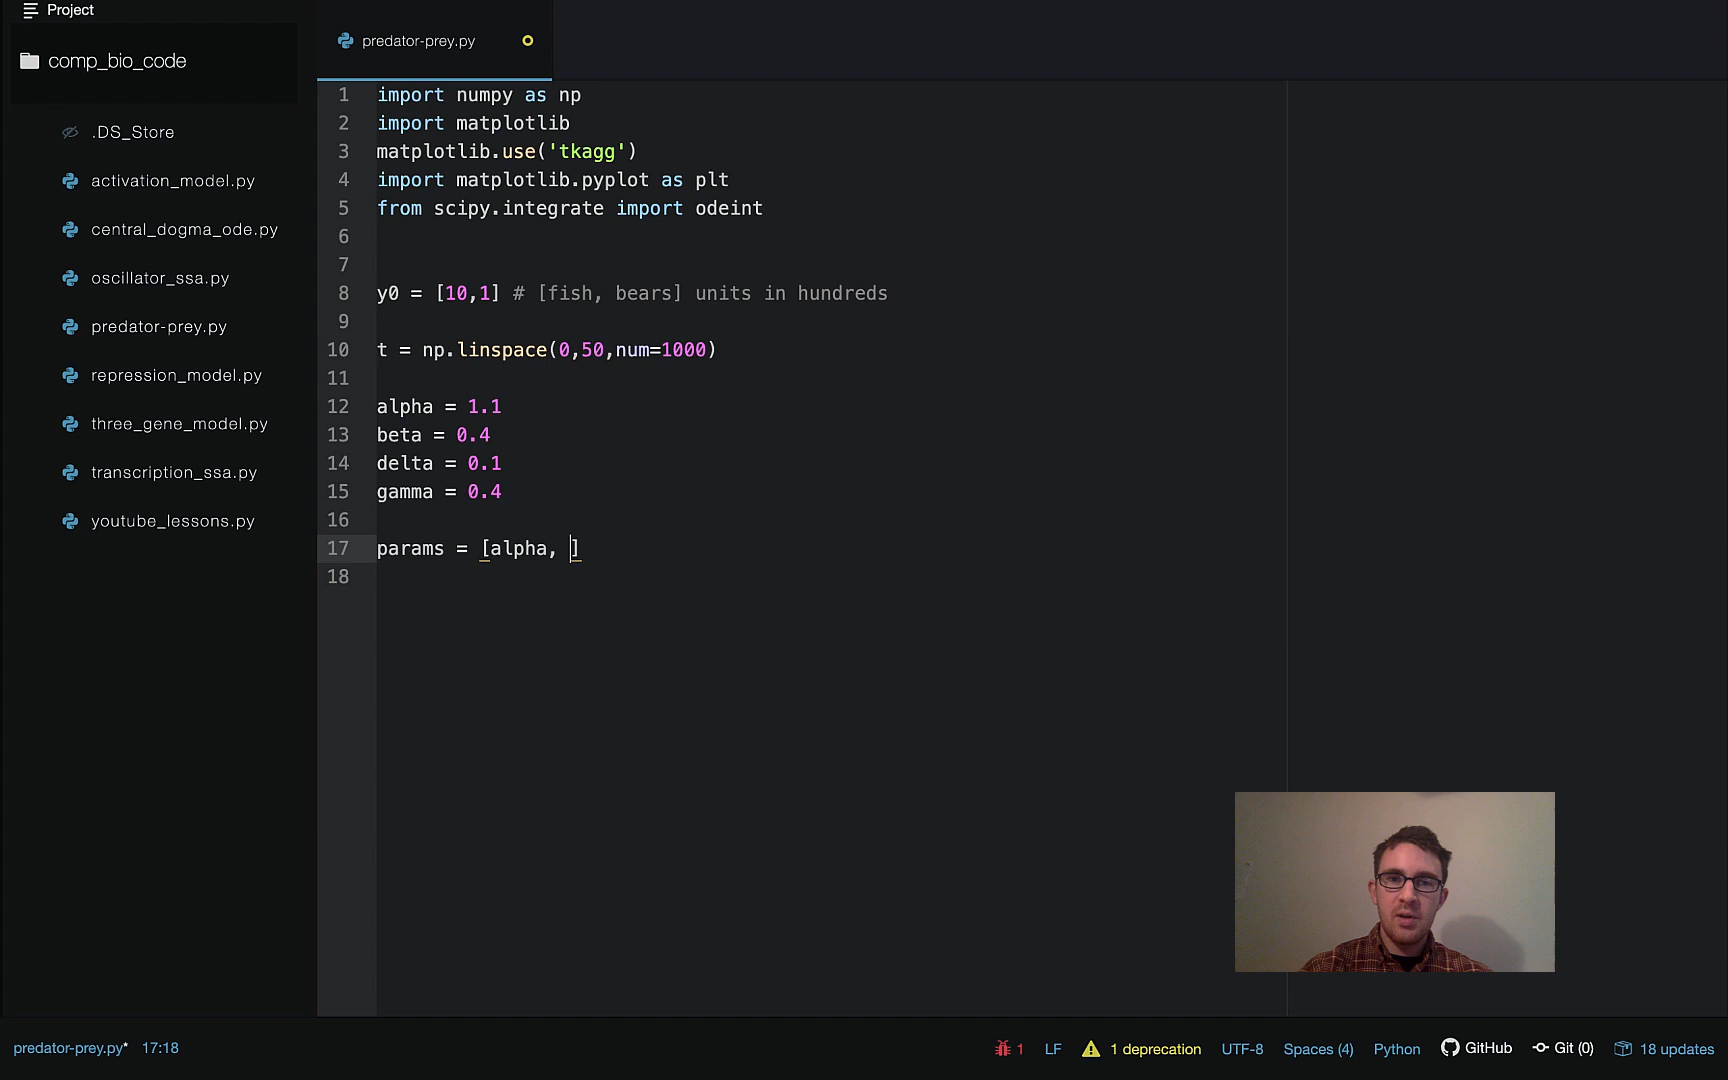 Project
comp_bio_code
.DS_Store
activation_model.py
central_dogma_ode.py
oscillator_ssa.py
predator-prey.py
repression_model.py
three_gene_model.py
transcription_ssa.py
youtube_lessons.py
predator-prey.py
1 import numpy as np
2 import matplotlib
3 matplotlib.use('tkagg')
4 import matplotlib.pyplot as plt
5 from scipy.integrate import odeint
6
7
8 y0 = [10,1] # [fish, bears] units in hundreds
9
10 t = np.linspace(0,50,num=1000)
11
12 alpha = 1.1
13 beta = 0.4
14 delta = 0.1
15 gamma = 0.4
16
17 params = [alpha, ]
18
predator-prey.py* 17:18 1 LF 1 deprecation UTF-8 Spaces (4) Python GitHub Git (0) 18 updates